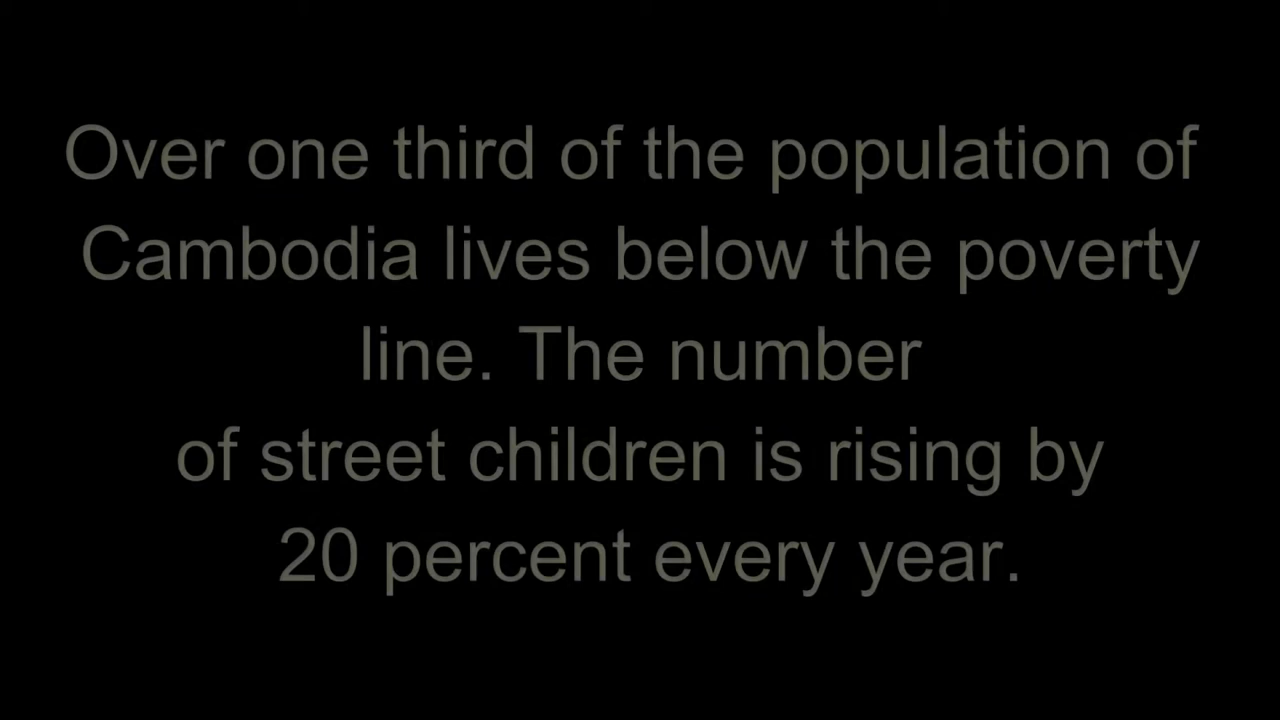 Over one third of the population of
Cambodia lives below the poverty
line. The number
of street children is rising by
20 percent every year.